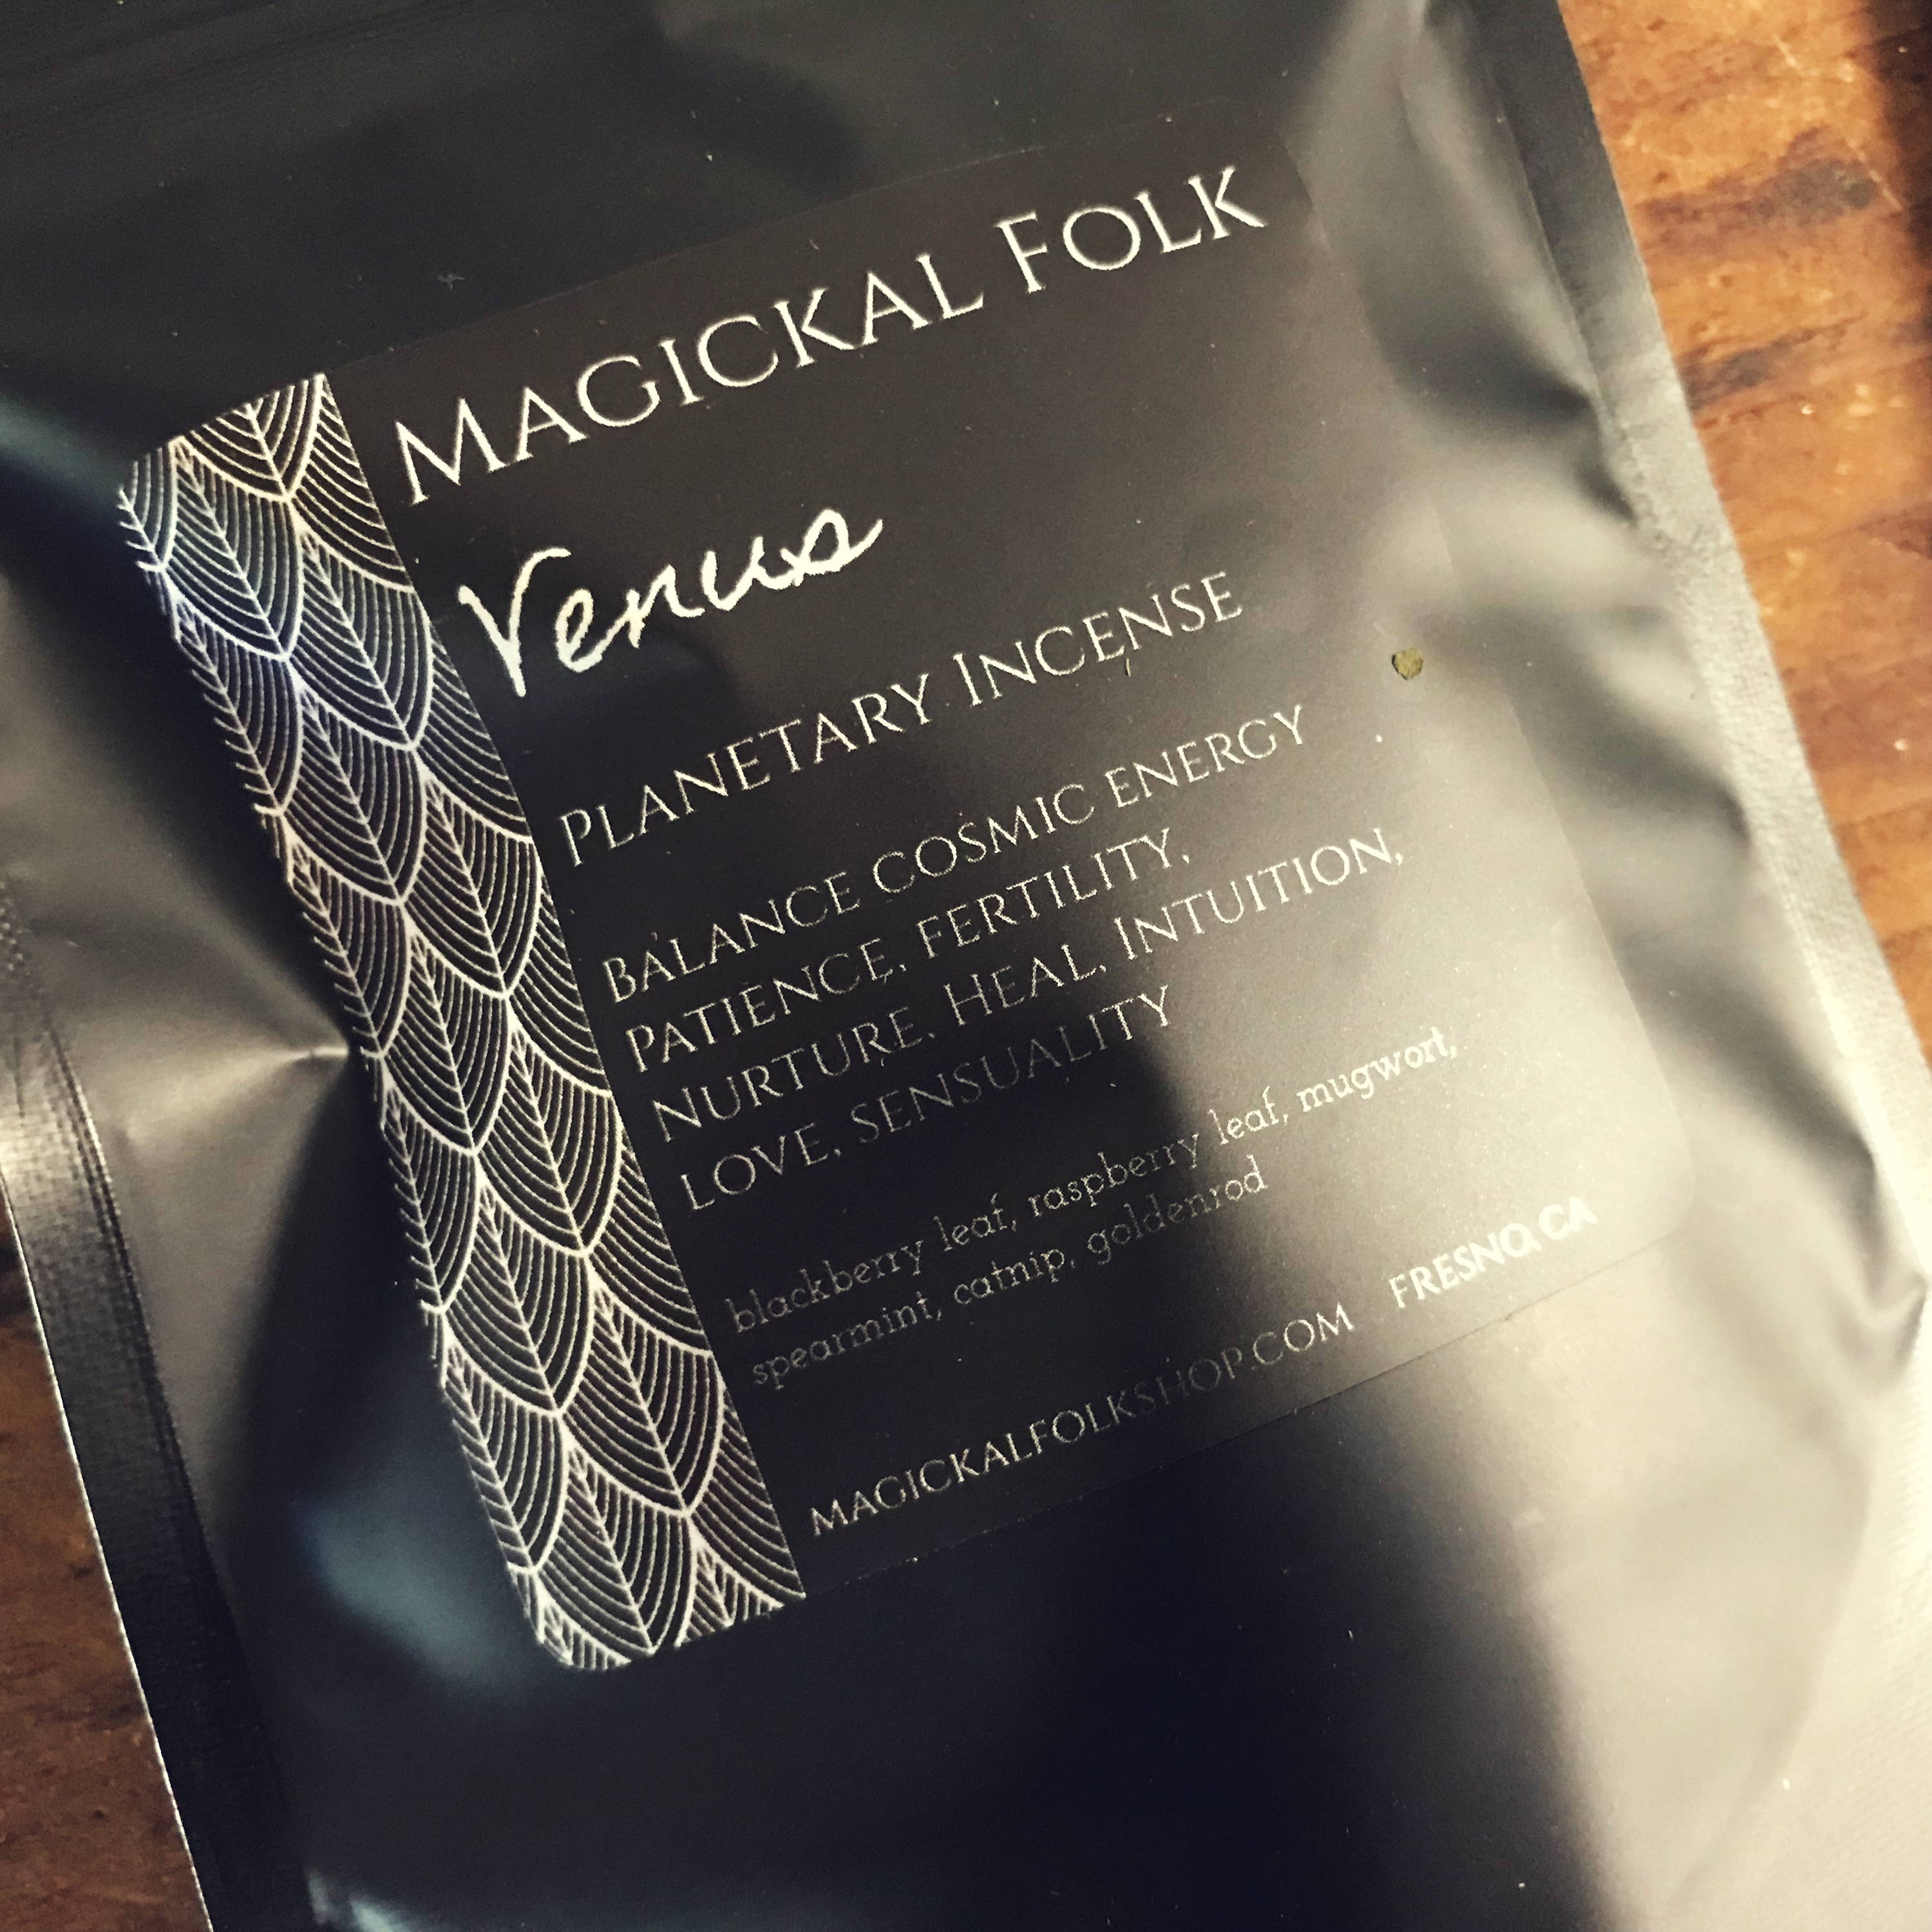 Magickal Folk
Venus
Planetary Incense
Balance cosmic energy
Patience, fertility,
nurture, Heal, Intuition,
love, sensuality
blackberry leaf, raspberry leaf, mugwort,
spearmint, catnip, goldenrod
MAGICKALFOLKSHOP.COM FRESNO, CA